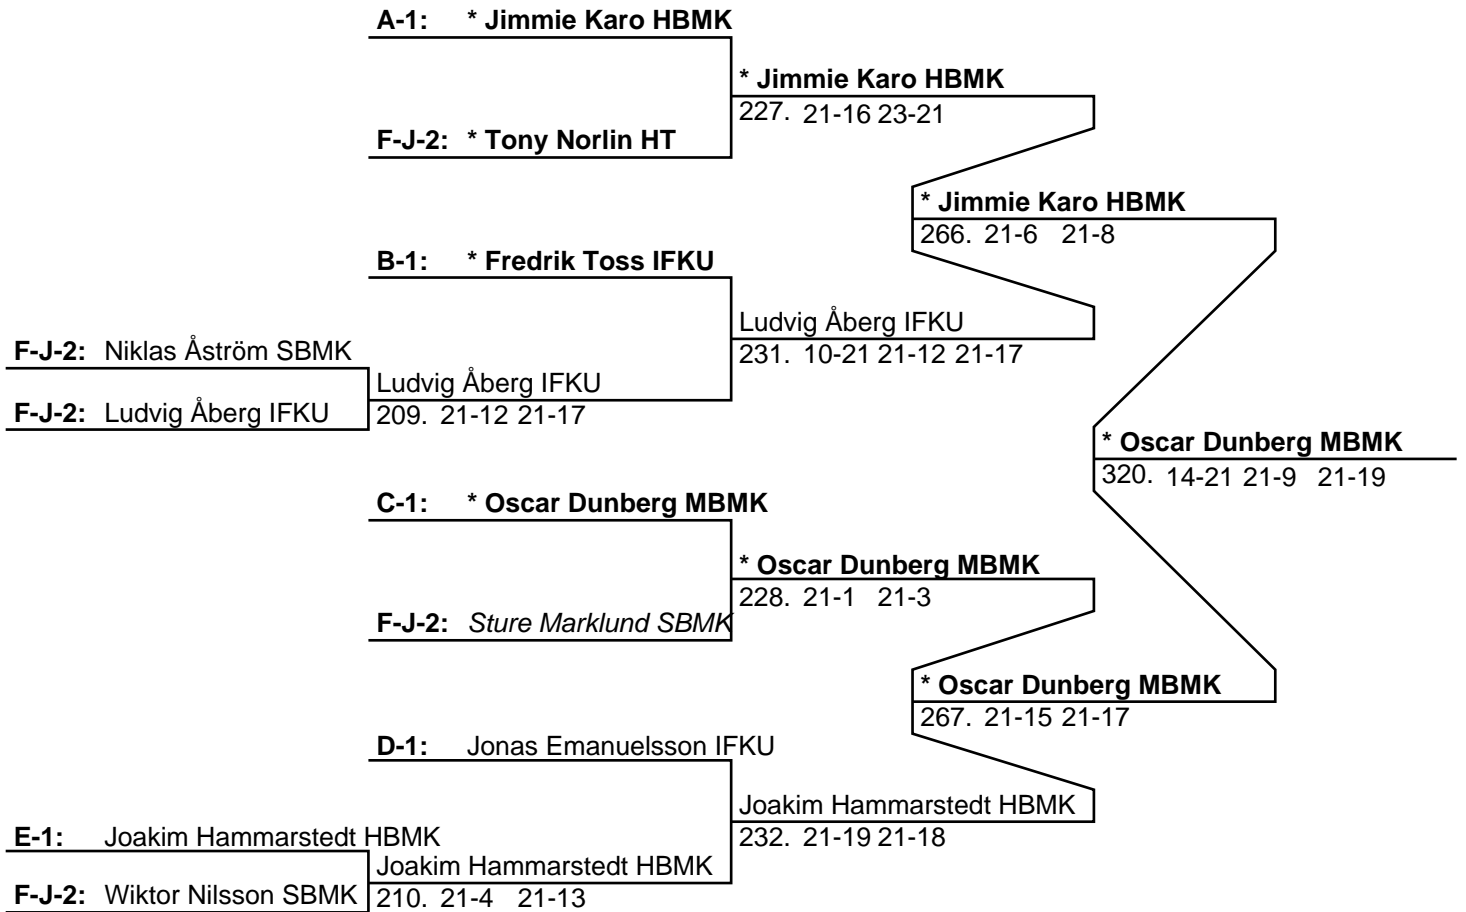 A-1: * Jimmie Karo HBMK
* Jimmie Karo HBMK
227. 21-16 23-21
F-J-2: * Tony Norlin HT
* Jimmie Karo HBMK
266. 21-6 21-8
B-1: * Fredrik Toss IFKU
Ludvig Åberg IFKU
231. 10-21 21-12 21-17
F-J-2: Niklas Åström SBMK
Ludvig Åberg IFKU
209. 21-12 21-17
F-J-2: Ludvig Åberg IFKU
* Oscar Dunberg MBMK
320. 14-21 21-9 21-19
C-1: * Oscar Dunberg MBMK
* Oscar Dunberg MBMK
228. 21-1 21-3
F-J-2: Sture Marklund SBMK
* Oscar Dunberg MBMK
267. 21-15 21-17
D-1: Jonas Emanuelsson IFKU
Joakim Hammarstedt HBMK
232. 21-19 21-18
E-1: Joakim Hammarstedt HBMK
Joakim Hammarstedt HBMK
210. 21-4 21-13
F-J-2: Wiktor Nilsson SBMK